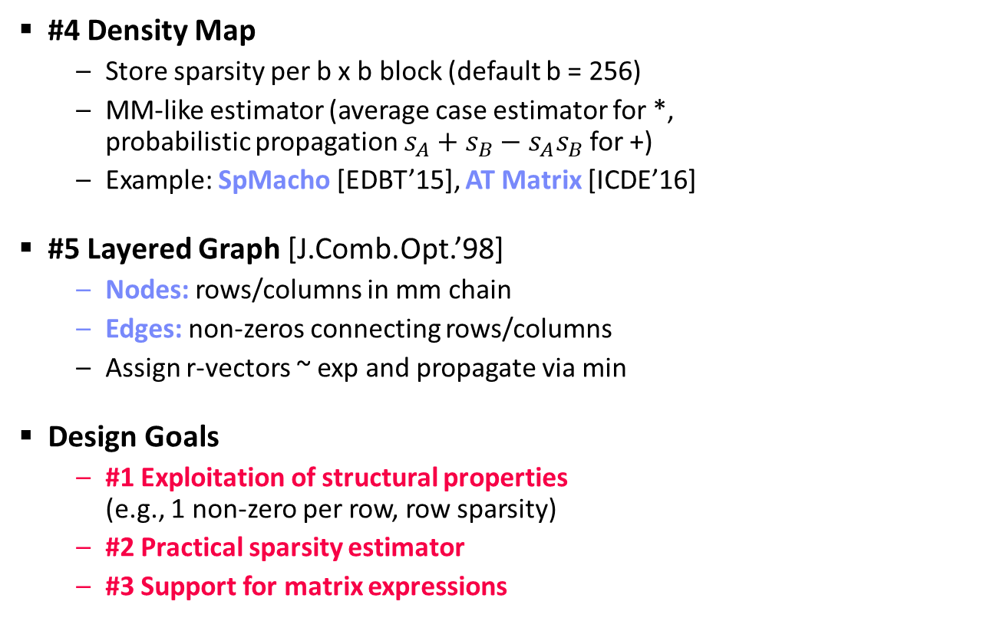 ▪ #4 Density Map
– Store sparsity per b x b block (default b = 256)
– MM-like estimator (average case estimator for *,
probabilistic propagation s_A + s_B − s_A s_B for +)
– Example: SpMacho [EDBT’15], AT Matrix [ICDE’16]
▪ #5 Layered Graph [J.Comb.Opt.’98]
– Nodes: rows/columns in mm chain
– Edges: non-zeros connecting rows/columns
– Assign r-vectors ~ exp and propagate via min
▪ Design Goals
– #1 Exploitation of structural properties
(e.g., 1 non-zero per row, row sparsity)
– #2 Practical sparsity estimator
– #3 Support for matrix expressions